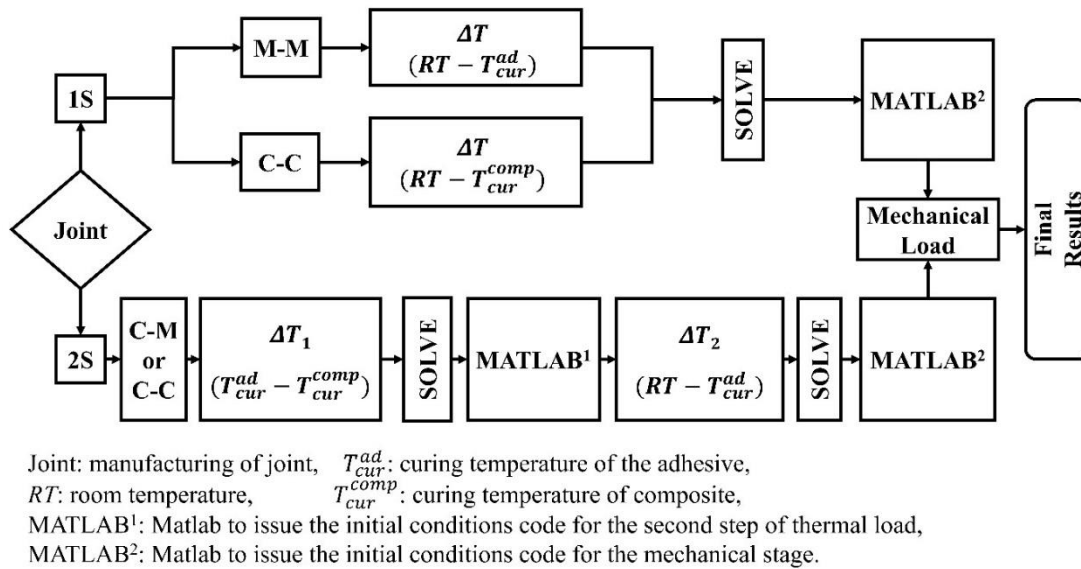 M-M
ΔT
(RT − T_cur^ad)
1S
C-C
ΔT
(RT − T_cur^comp)
SOLVE
MATLAB²
Joint
Mechanical
Load
Final
Results
2S
C-M
or
C-C
ΔT₁
(T_cur^ad − T_cur^comp)
SOLVE
MATLAB¹
ΔT₂
(RT − T_cur^ad)
SOLVE
MATLAB²
Joint: manufacturing of joint, T_cur^ad: curing temperature of the adhesive,
RT: room temperature, T_cur^comp: curing temperature of composite,
MATLAB¹: Matlab to issue the initial conditions code for the second step of thermal load,
MATLAB²: Matlab to issue the initial conditions code for the mechanical stage.